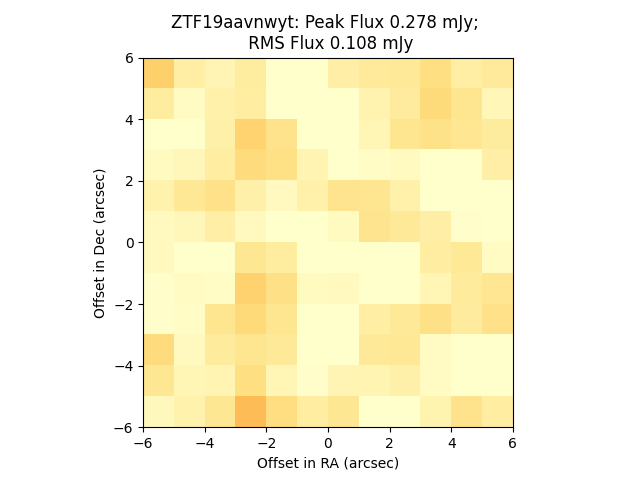 ZTF19aavnwyt: Peak Flux 0.278 mJy;
RMS Flux 0.108 mJy
6
4
2
0
−2
−4
−6
Offset in Dec (arcsec)
−6 −4 −2 0 2 4 6
Offset in RA (arcsec)